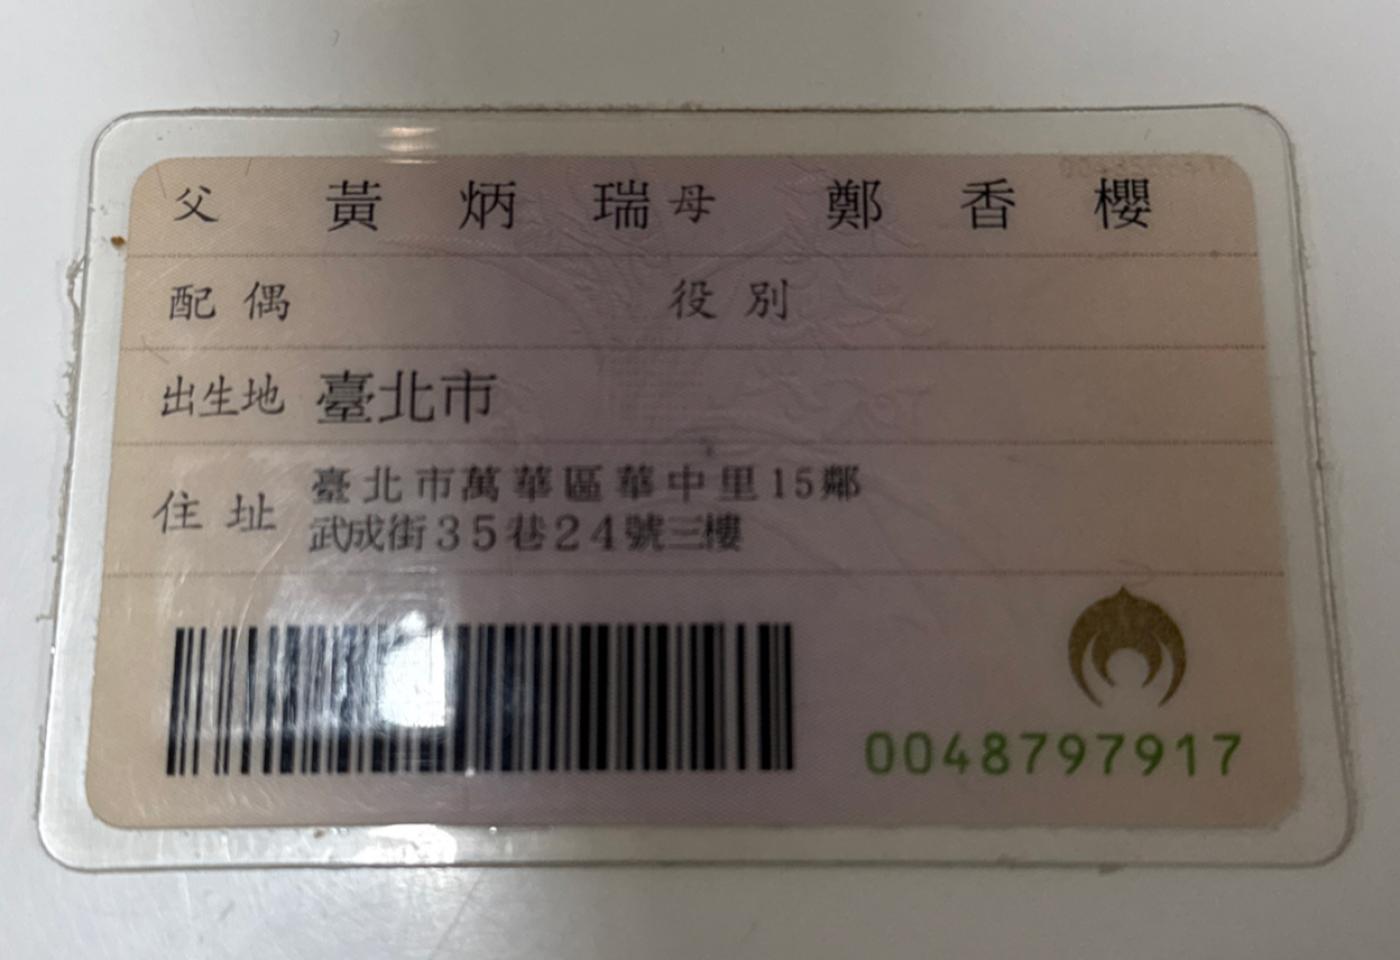 父 黃炳瑞 母 鄭香櫻
配偶 役別
出生地 臺北市
住址 臺北市萬華區華中里15鄰
武成街35巷24號三樓
0048797917